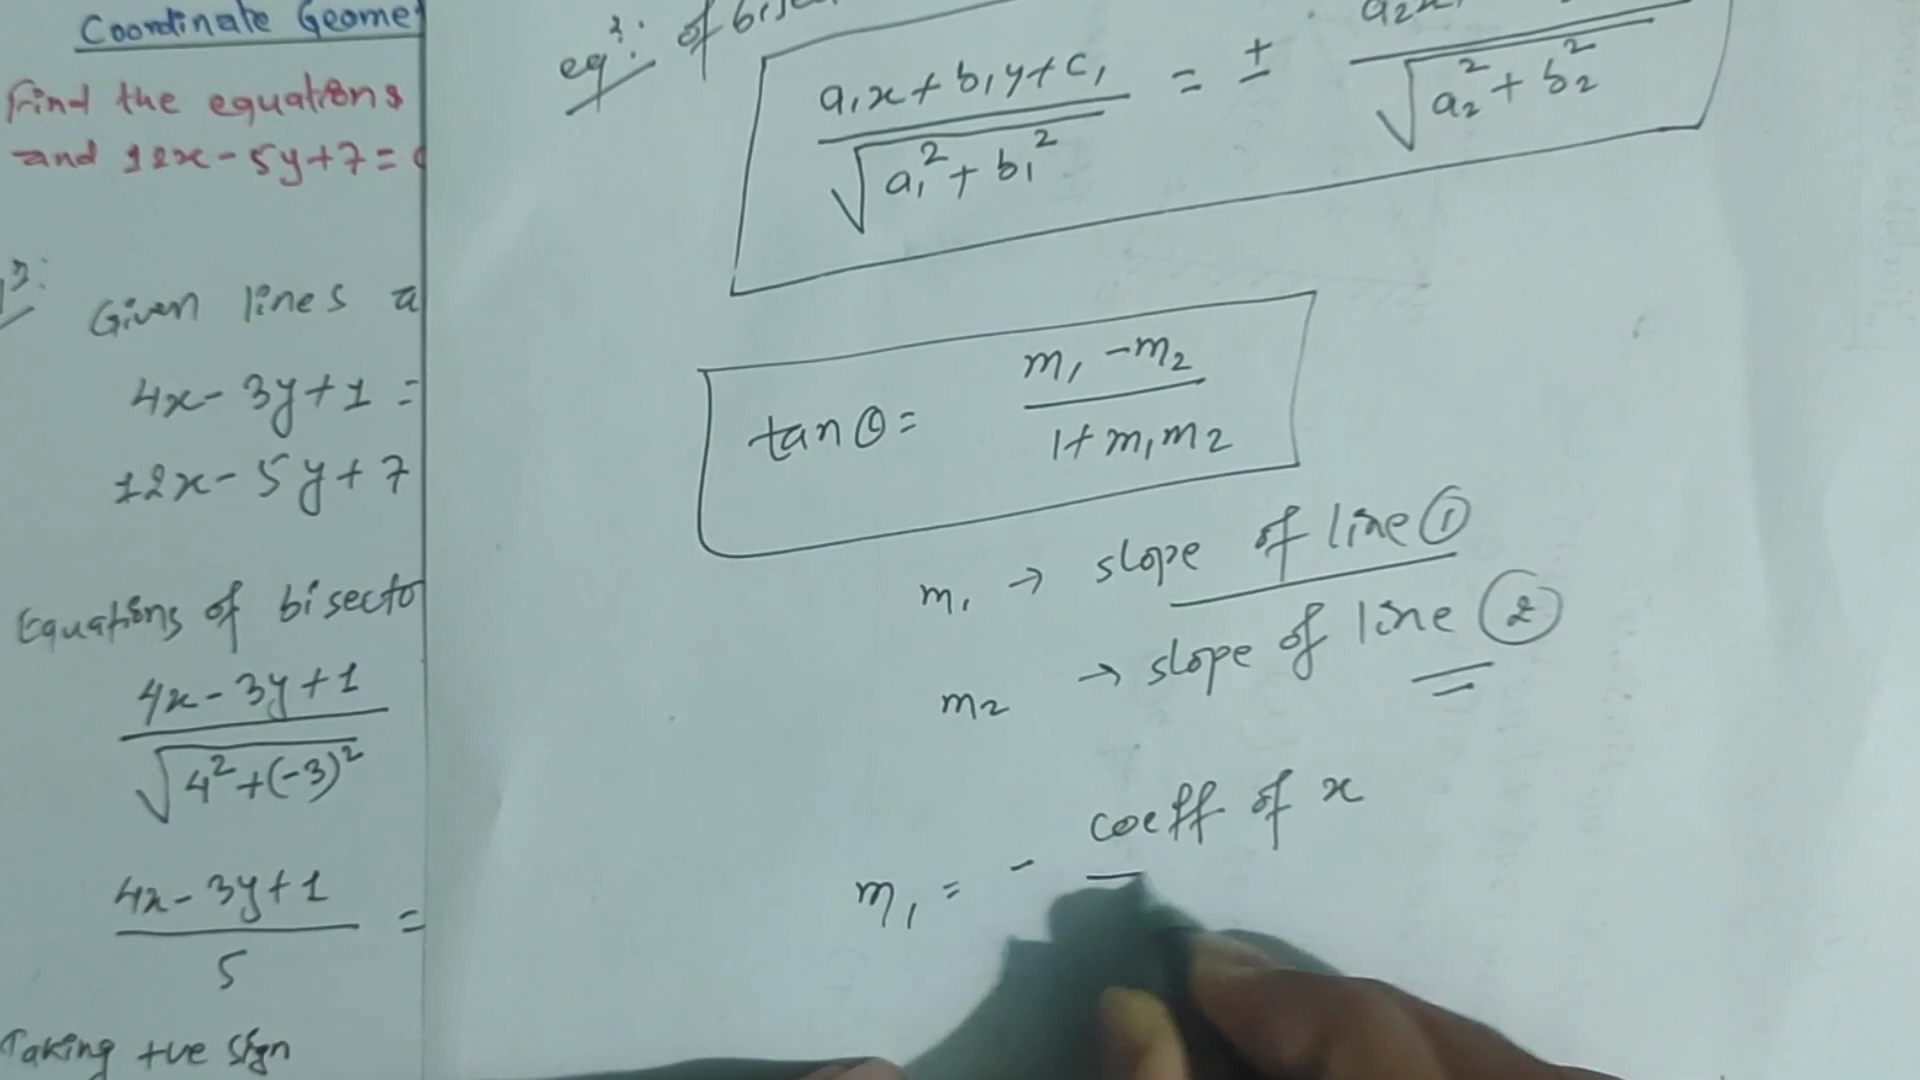 Coordinate Geome
Find the equations
and 12x - 5y + 7 =
Given lines a
4x - 3y + 1 =
12x - 5y + 7
Equations of bisecto
4x - 3y + 1
√4² + (-3)²
4x - 3y + 1
=
5
Taking +ve sign
eqn: of bise
a₁x + b₁y + c₁
= ±
√a₁² + b₁²
a₂x
√a₂² + b₂²
tan θ =
m₁ - m₂
1 + m₁m₂
m₁ → slope of line ①
m₂ → slope of line ②
m₁ = - coeff of x